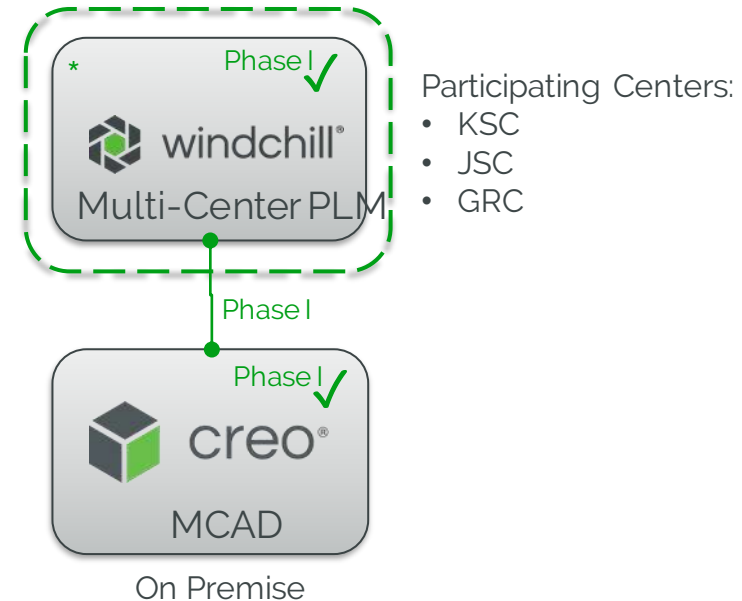 * Phase I ✓
windchill®
Multi-Center PLM
Participating Centers:
• KSC
• JSC
• GRC
Phase I
Phase I ✓
creo®
MCAD
On Premise